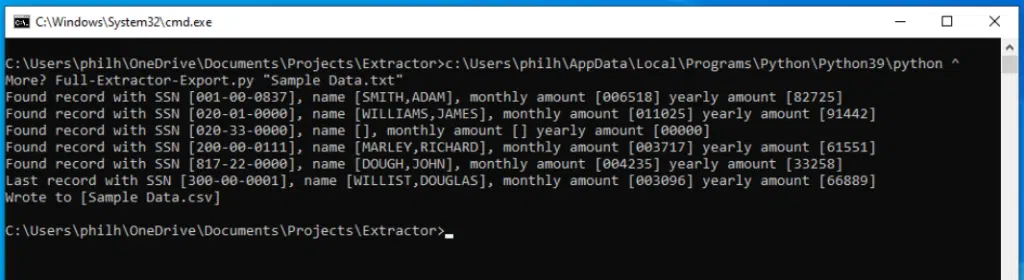 C:\Windows\System32\cmd.exe
C:\Users\philh\OneDrive\Documents\Projects\Extractor>c:\Users\philh\AppData\Local\Programs\Python\Python39\python ^
More? Full-Extractor-Export.py "Sample Data.txt"
Found record with SSN [001-00-0837], name [SMITH,ADAM], monthly amount [006518] yearly amount [82725]
Found record with SSN [020-01-0000], name [WILLIAMS,JAMES], monthly amount [011025] yearly amount [91442]
Found record with SSN [020-33-0000], name [], monthly amount [] yearly amount [00000]
Found record with SSN [200-00-0111], name [MARLEY,RICHARD], monthly amount [003717] yearly amount [61551]
Found record with SSN [817-22-0000], name [DOUGH,JOHN], monthly amount [004235] yearly amount [33258]
Last record with SSN [300-00-0001], name [WILLIST,DOUGLAS], monthly amount [003096] yearly amount [66889]
Wrote to [Sample Data.csv]
C:\Users\philh\OneDrive\Documents\Projects\Extractor>